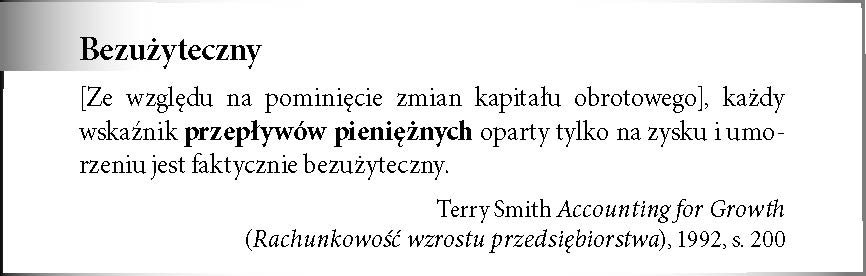 Bezużyteczny
[Ze względu na pominięcie zmian kapitału obrotowego], każdy
wskaźnik przepływów pieniężnych oparty tylko na zysku i umo-
rzeniu jest faktycznie bezużyteczny.
Terry Smith Accounting for Growth
(Rachunkowość wzrostu przedsiębiorstwa), 1992, s. 200